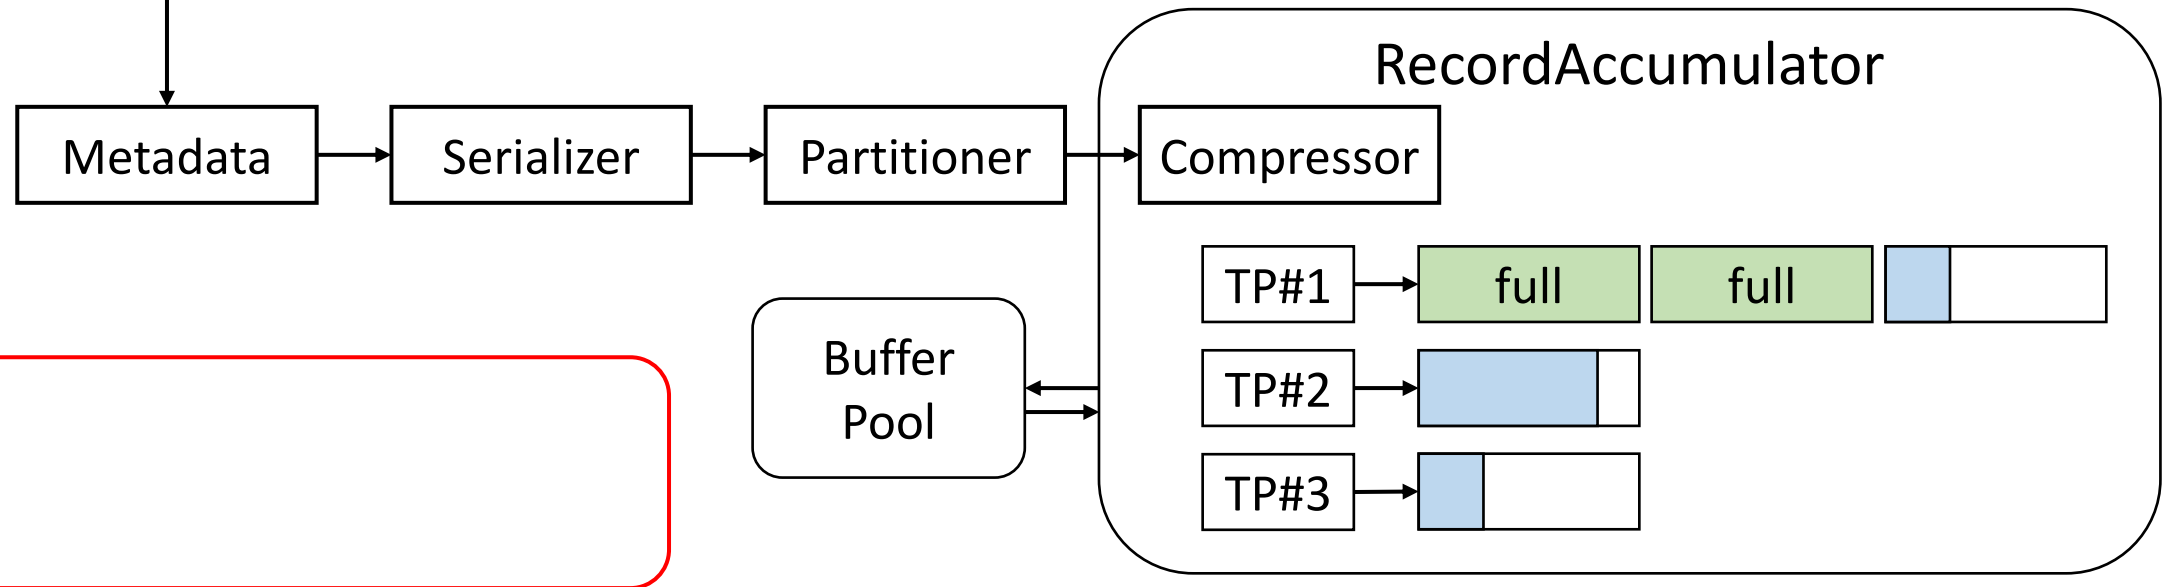 RecordAccumulator
Metadata
Serializer
Partitioner
Compressor
TP#1
full
full
Buffer
Pool
TP#2
TP#3